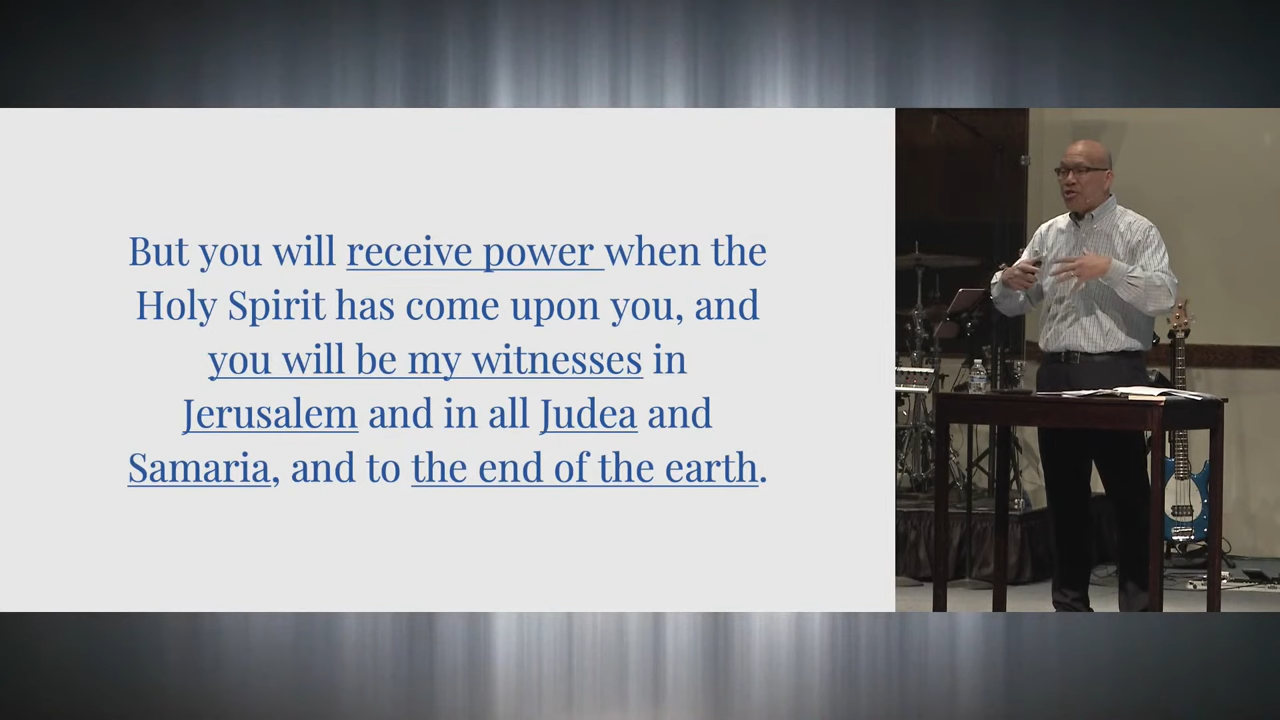 But you will receive power when the
Holy Spirit has come upon you, and
you will be my witnesses in
Jerusalem and in all Judea and
Samaria, and to the end of the earth.